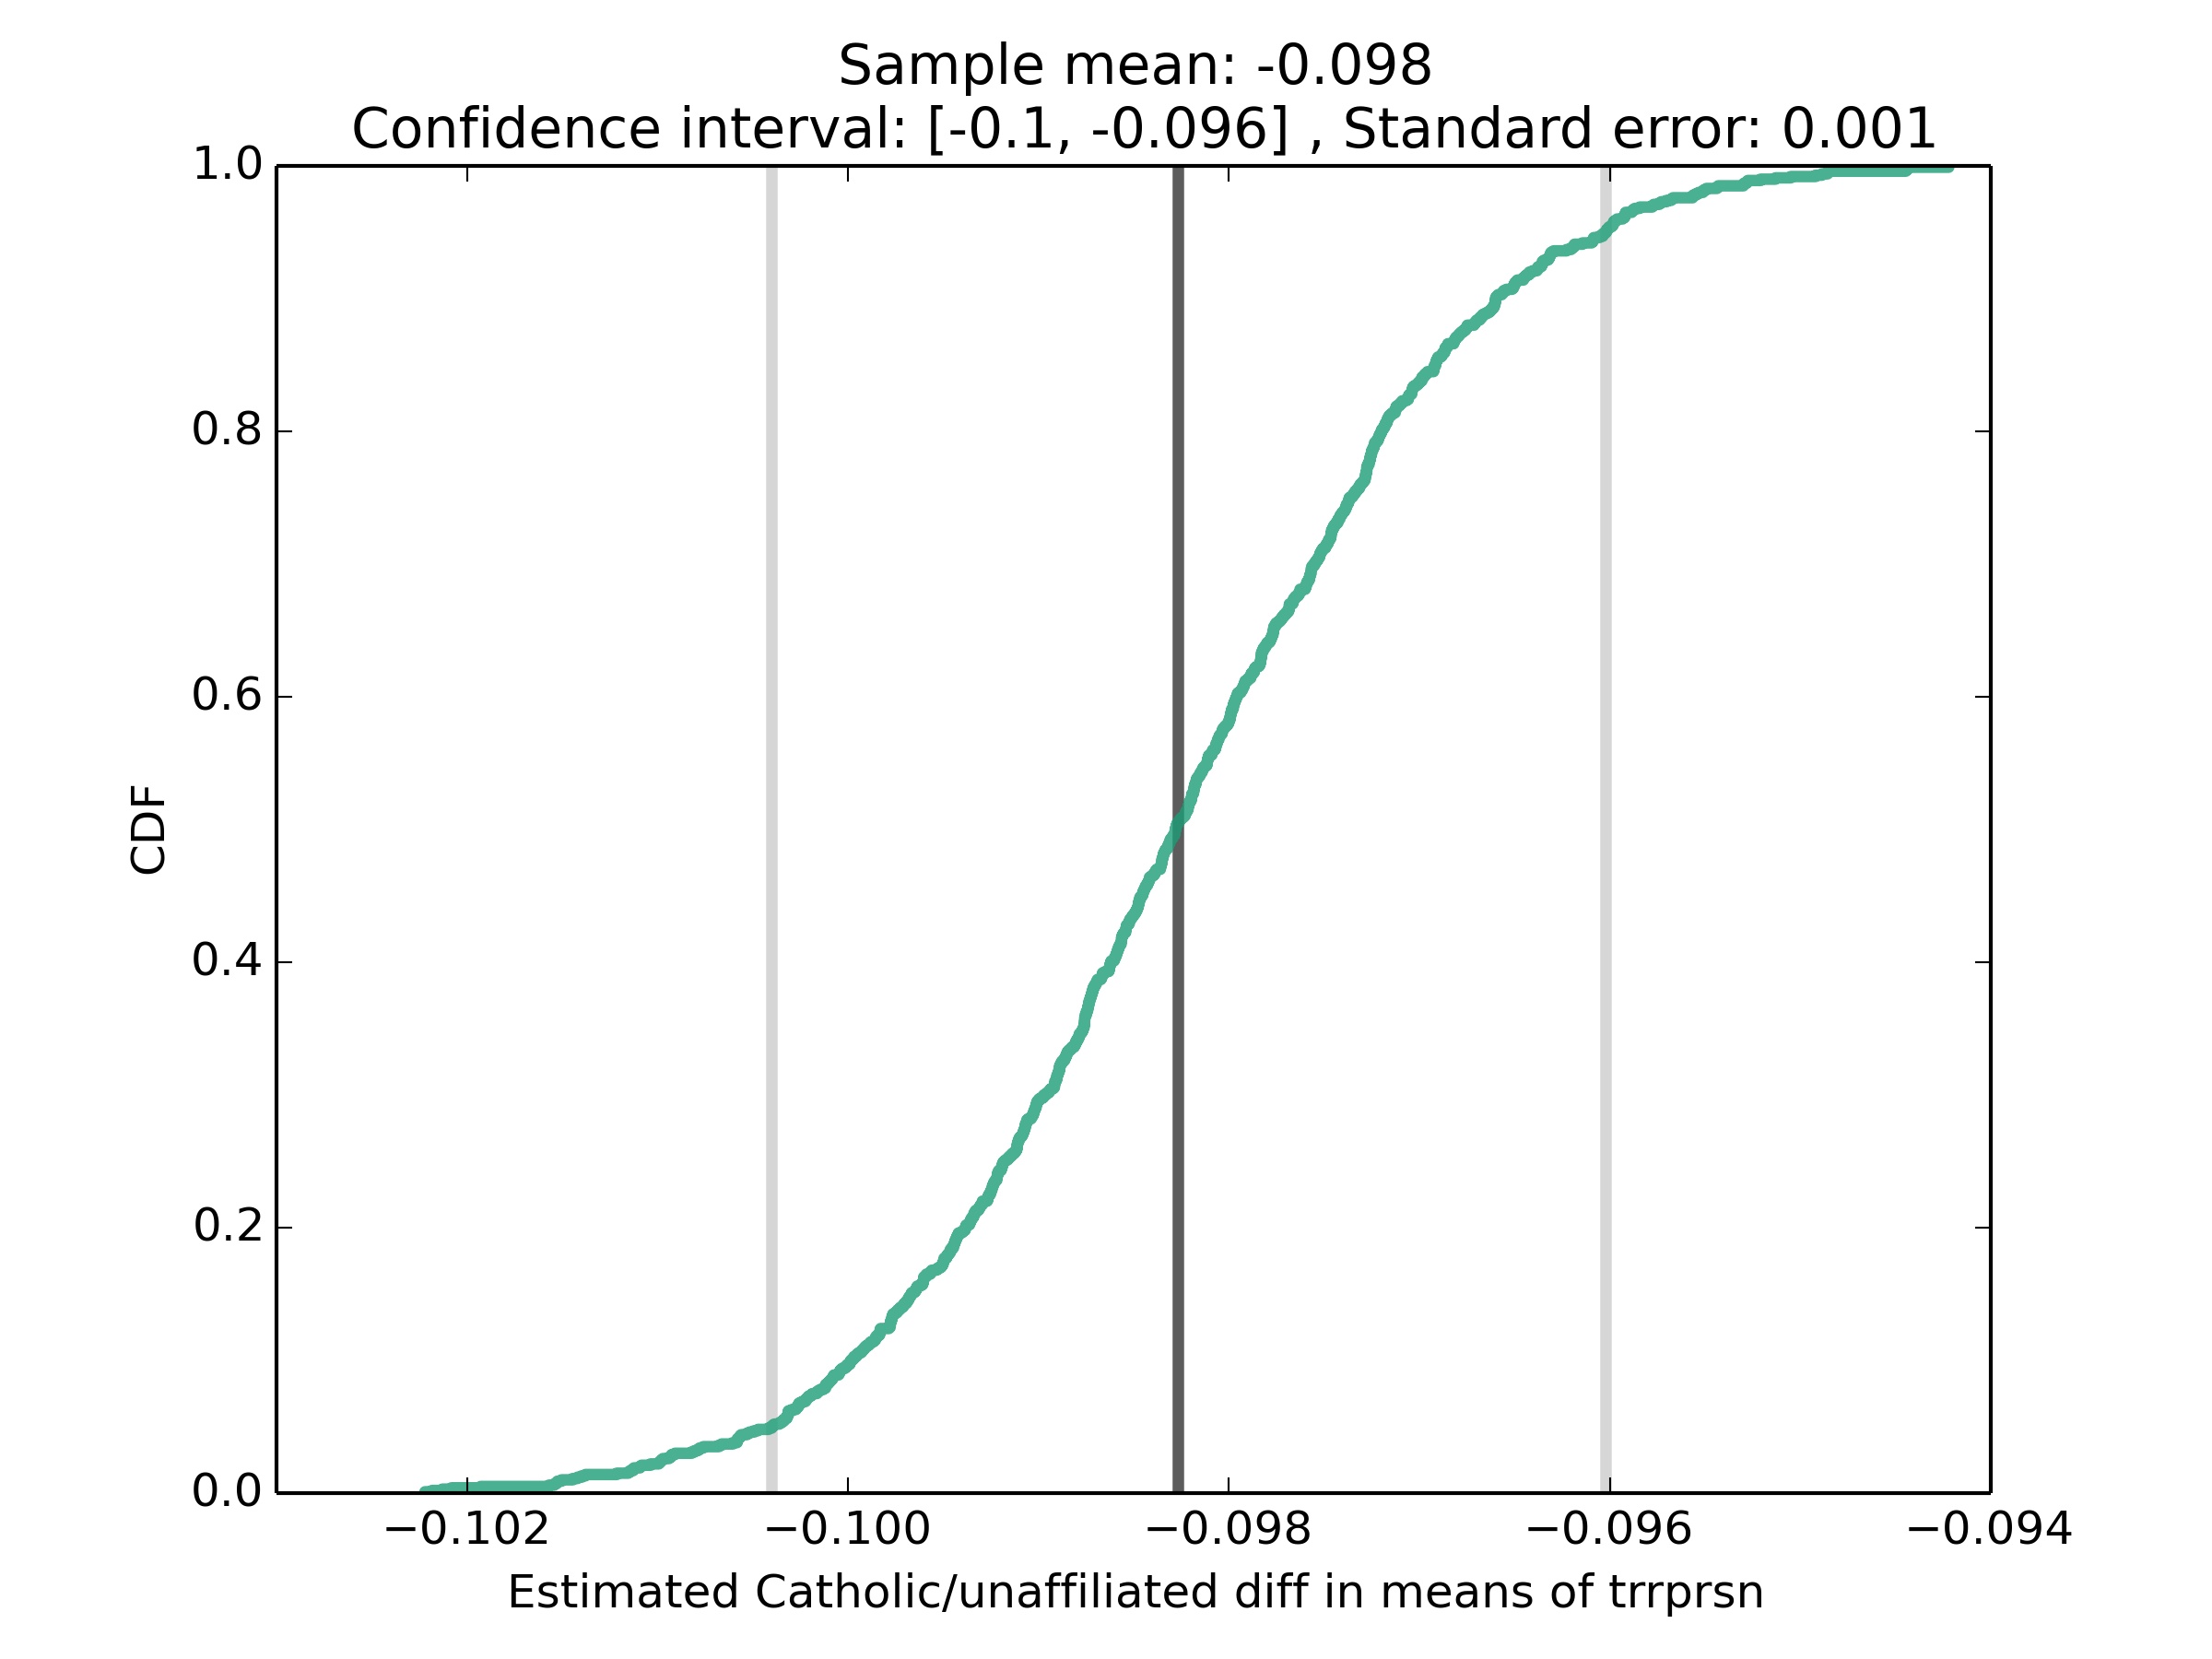 Sample mean: -0.098
Confidence interval: [-0.1, -0.096] , Standard error: 0.001
1.0
0.8
0.6
0.4
0.2
0.0
CDF
−0.102 −0.100 −0.098 −0.096 −0.094
Estimated Catholic/unaffiliated diff in means of trrprsn